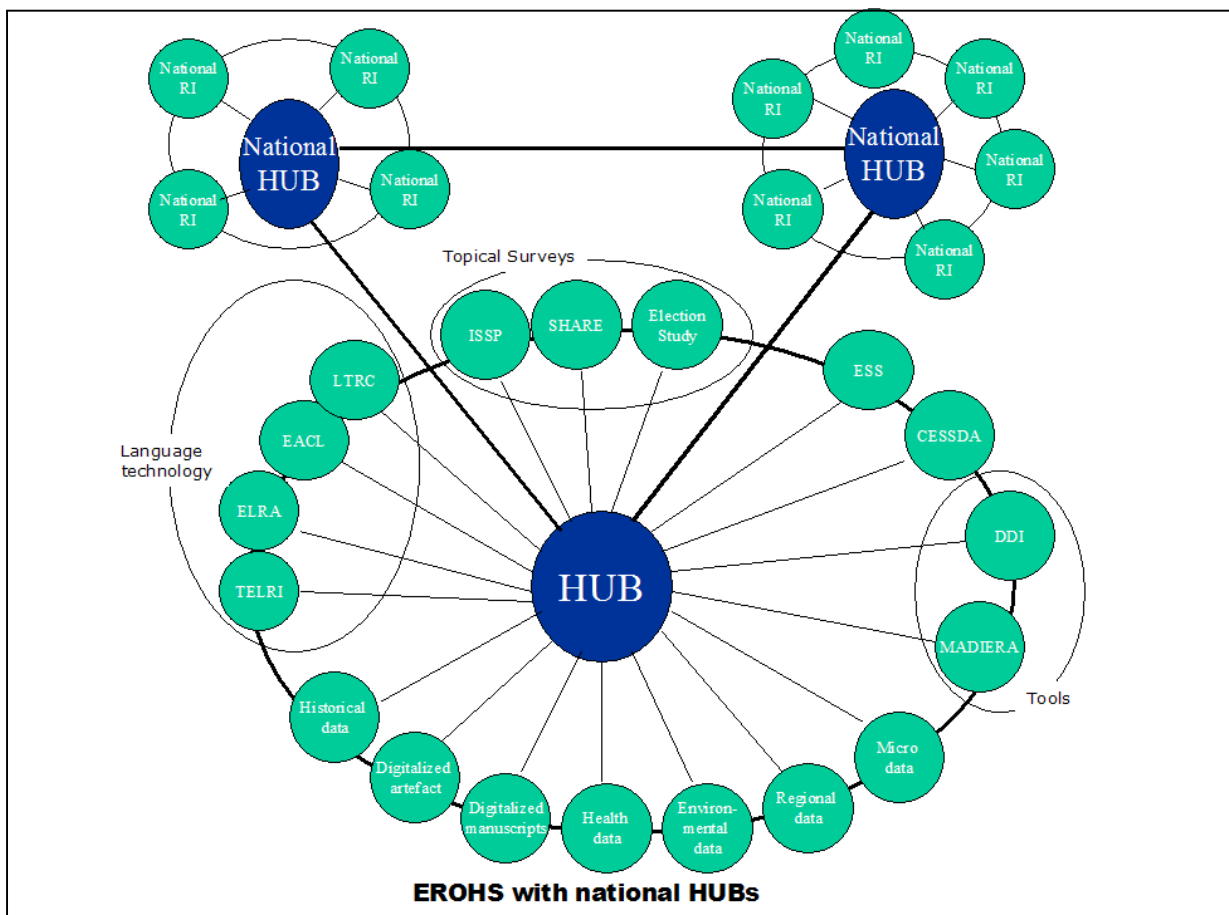 National
RI
National
RI
National
HUB
National
RI
National
RI
National
RI
National
RI
National
RI
National
HUB
National
RI
National
RI
National
RI
Topical Surveys
ISSP
SHARE
Election
Study
LTRC
ESS
EACL
CESSDA
Language
technology
ELRA
DDI
TELRI
HUB
MADIERA
Tools
Historical
data
Micro
data
Digitalized
artefact
Regional
data
Digitalized
manuscripts
Health
data
Environ-
mental
data
EROHS with national HUBs